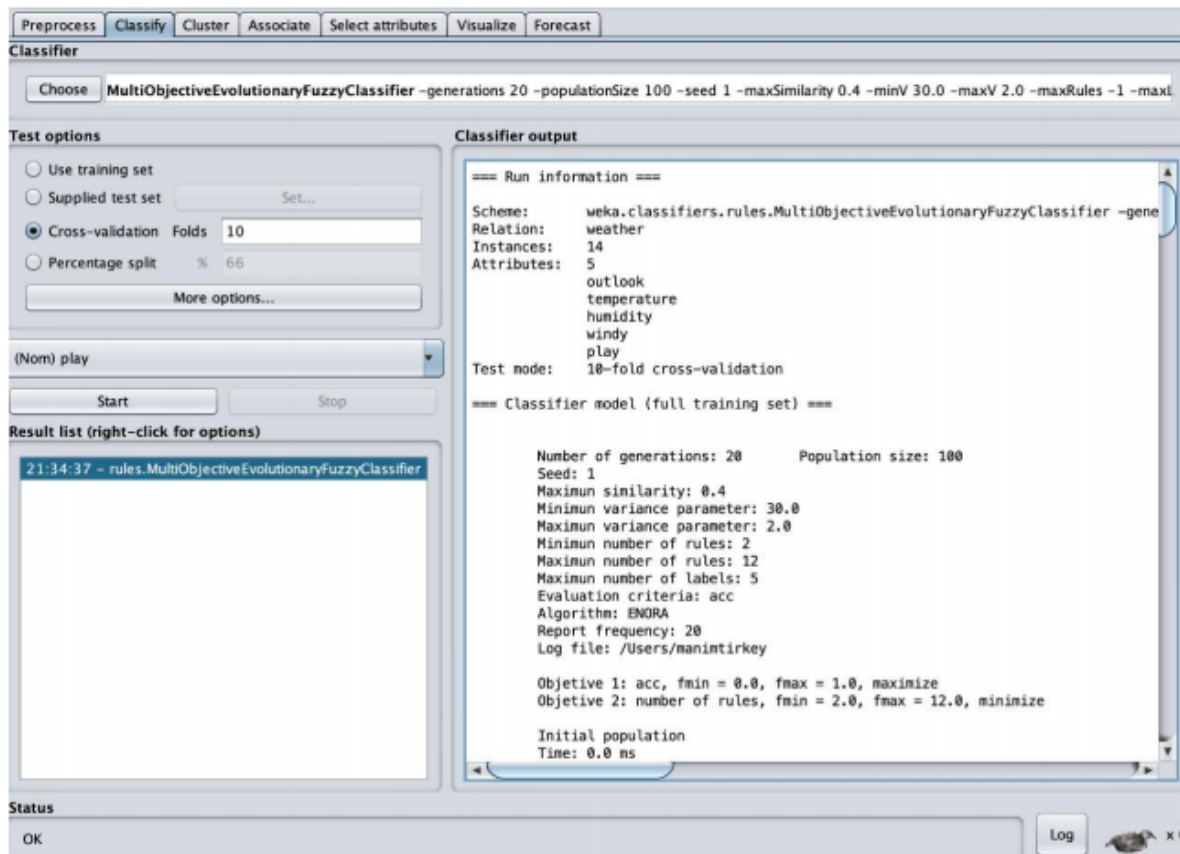 Preprocess Classify Cluster Associate Select attributes Visualize Forecast
Classifier
Choose MultiObjectiveEvolutionaryFuzzyClassifier -generations 20 -populationSize 100 -seed 1 -maxSimilarity 0.4 -minV 30.0 -maxV 2.0 -maxRules -1 -maxL
Test options
Use training set
Supplied test set Set...
Cross-validation Folds 10
Percentage split % 66
More options...
(Nom) play
Start Stop
Result list (right-click for options)
21:34:37 - rules.MultiObjectiveEvolutionaryFuzzyClassifier
Classifier output
=== Run information ===
Scheme: weka.classifiers.rules.MultiObjectiveEvolutionaryFuzzyClassifier -gene
Relation: weather
Instances: 14
Attributes: 5
outlook
temperature
humidity
windy
play
Test mode: 10-fold cross-validation
=== Classifier model (full training set) ===
Number of generations: 20 Population size: 100
Seed: 1
Maximun similarity: 0.4
Minimun variance parameter: 30.0
Maximun variance parameter: 2.0
Minimun number of rules: 2
Maximun number of rules: 12
Maximun number of labels: 5
Evaluation criteria: acc
Algorithm: ENORA
Report frequency: 20
Log file: /Users/manimtirkey
Objetive 1: acc, fmin = 0.0, fmax = 1.0, maximize
Objetive 2: number of rules, fmin = 2.0, fmax = 12.0, minimize
Initial population
Time: 0.0 ms
Status
OK
Log x